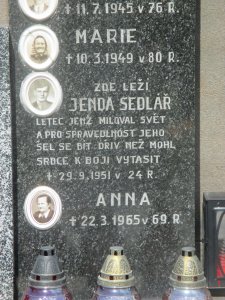 † 11.7.1945 v 76 R.
MARIE
† 10.3.1949 v 80 R.
ZDE LEŽÍ
JENDA SEDLÁŘ
LETEC JENŽ MILOVAL SVĚT
A PRO SPRAVEDLNOST JEHO
ŠEL SE BÍT DŘÍV NEŽ MOHL
SRDCE K BOJI VYTASIT
† 29.9.1951 v 24 R.
ANNA
† 22.3.1965 v 69 R.